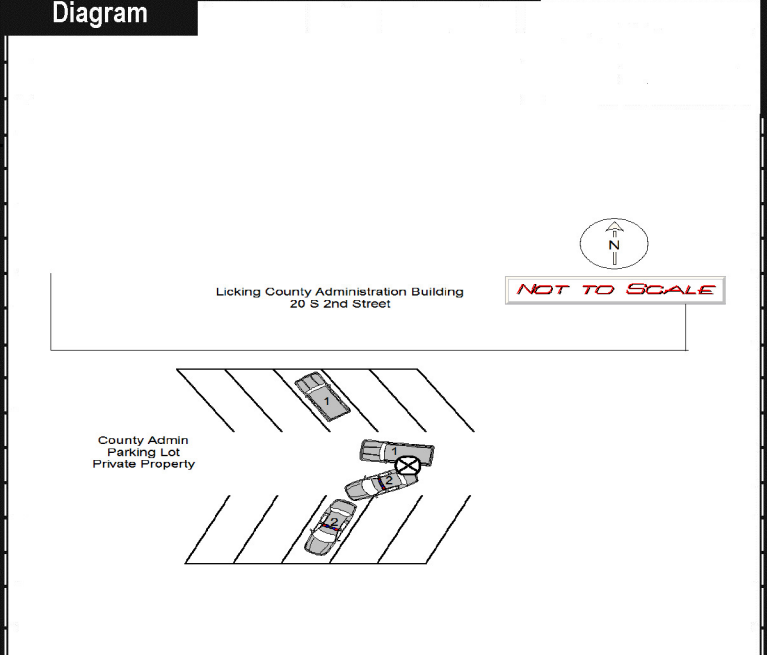 Diagram
N
NOT TO SCALE
Licking County Administration Building
20 S 2nd Street
1
County Admin
Parking Lot
Private Property
1
2
2